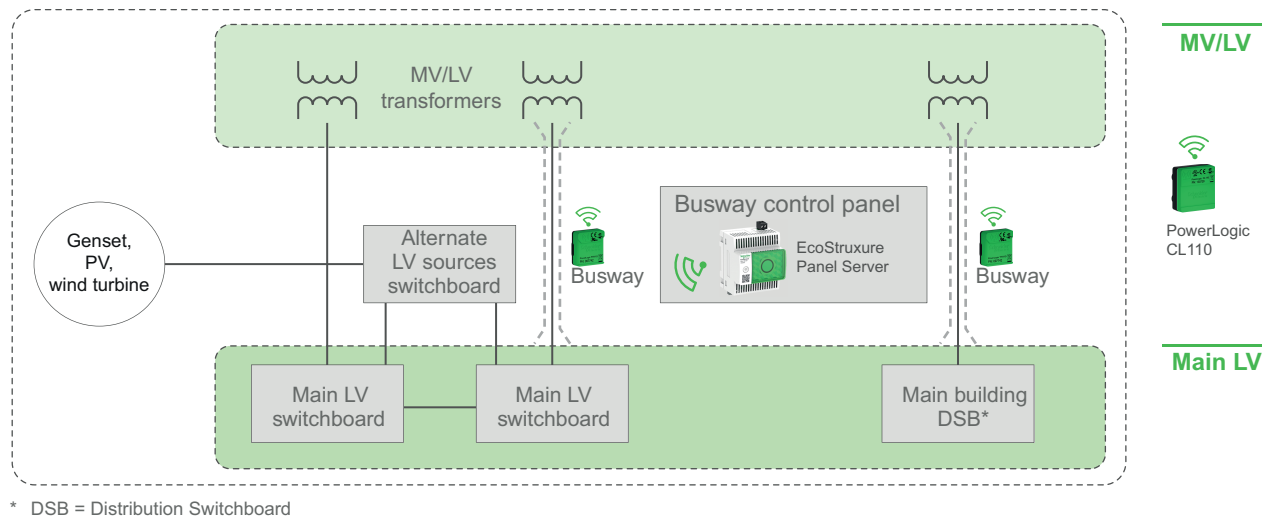 MV/LV
transformers
MV/LV
PowerLogic
CL110
Genset,
PV,
wind turbine
Alternate
LV sources
switchboard
Busway
Busway control panel
EcoStruxure
Panel Server
Busway
Main LV
Main LV
switchboard
Main LV
switchboard
Main building
DSB*
* DSB = Distribution Switchboard